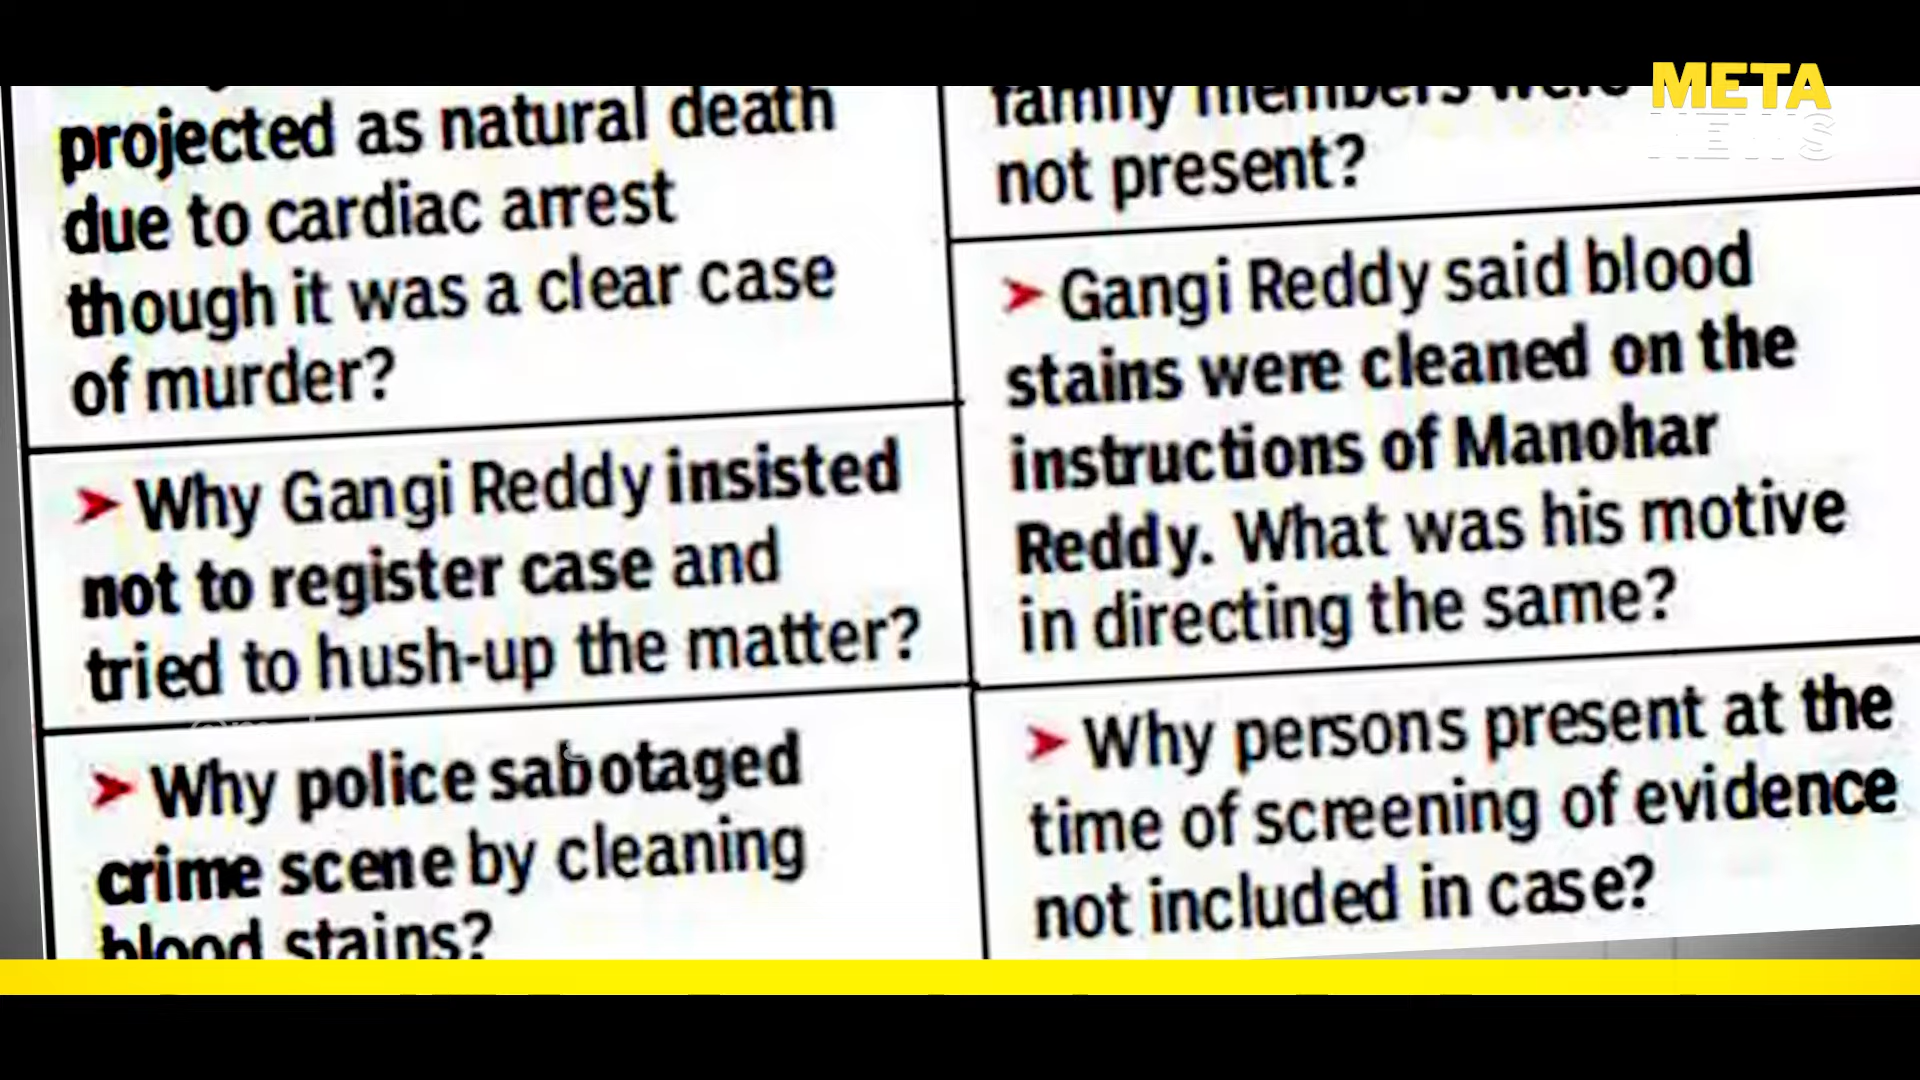 projected as natural death
due to cardiac arrest
though it was a clear case
of murder?
➤ Why Gangi Reddy insisted
not to register case and
tried to hush-up the matter?
➤ Why police sabotaged
crime scene by cleaning
blood stains?
family members were
not present?
➤ Gangi Reddy said blood
stains were cleaned on the
instructions of Manohar
Reddy. What was his motive
in directing the same?
➤ Why persons present at the
time of screening of evidence
not included in case?
META
NEWS